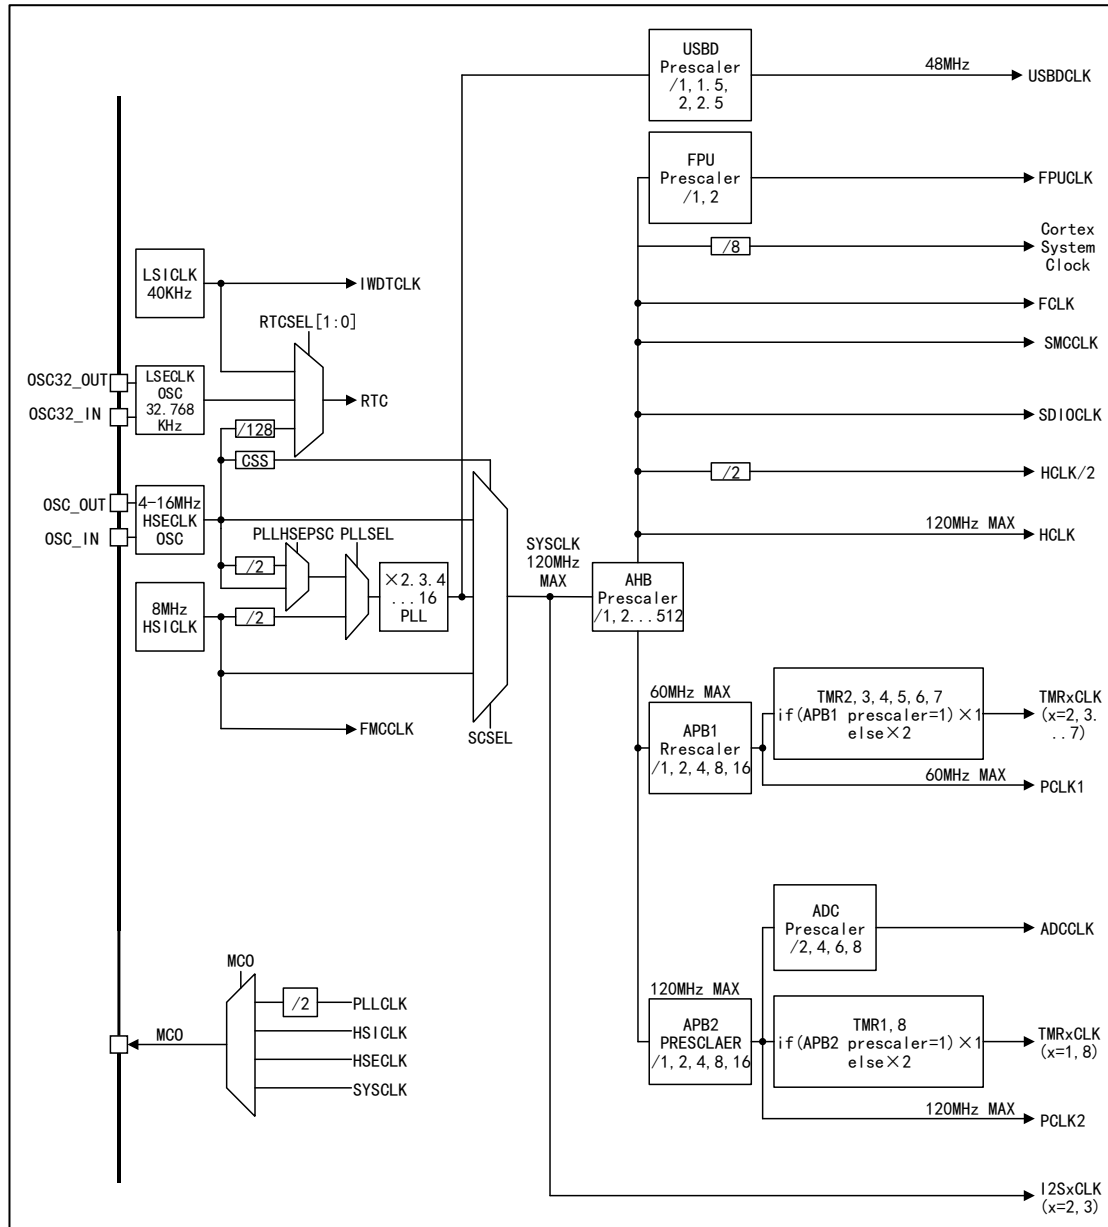 USBD
Prescaler
/1, 1.5,
2, 2.5
48MHz
USBDCLK
FPU
Prescaler
/1, 2
FPUCLK
/8
Cortex
System
Clock
LSICLK
40KHz
IWDTCLK
FCLK
RTCSEL[1:0]
SMCCLK
OSC32_OUT
OSC32_IN
LSECLK
OSC
32.768
KHz
RTC
SDIOCLK
/128
CSS
/2
HCLK/2
OSC_OUT
OSC_IN
4-16MHz
HSECLK
OSC
120MHz MAX
HCLK
PLLHSEPSC
PLLSEL
SYSCLK
120MHz
MAX
/2
×2.3.4
...16
PLL
AHB
Prescaler
/1, 2...512
8MHz
HSICLK
/2
FMCCLK
SCSEL
60MHz MAX
APB1
Rrescaler
/1, 2, 4, 8, 16
TMR2, 3, 4, 5, 6, 7
if(APB1 prescaler=1)×1
else×2
TMRxCLK
(x=2, 3.
..7)
60MHz MAX
PCLK1
ADC
Prescaler
/2, 4, 6, 8
ADCCLK
MCO
/2
PLLCLK
HSICLK
HSECLK
SYSCLK
MCO
120MHz MAX
APB2
PRESCLAER
/1, 2, 4, 8, 16
TMR1, 8
if(APB2 prescaler=1)×1
else×2
TMRxCLK
(x=1, 8)
120MHz MAX
PCLK2
I2SxCLK
(x=2, 3)